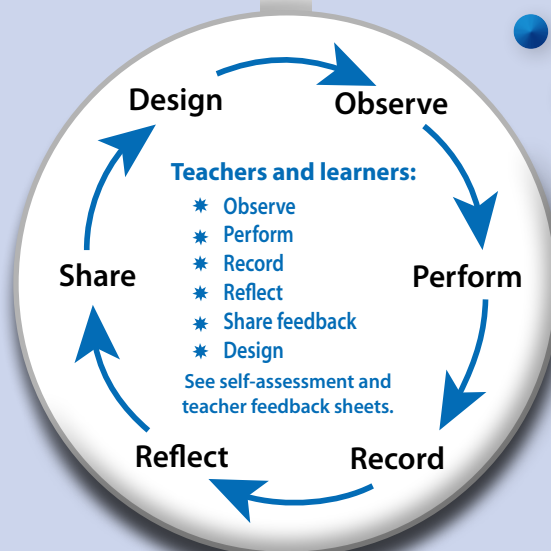 Design
Observe
Teachers and learners:
✷ Observe
✷ Perform
✷ Record
✷ Reflect
✷ Share feedback
✷ Design
See self-assessment and
teacher feedback sheets.
Share
Perform
Reflect
Record